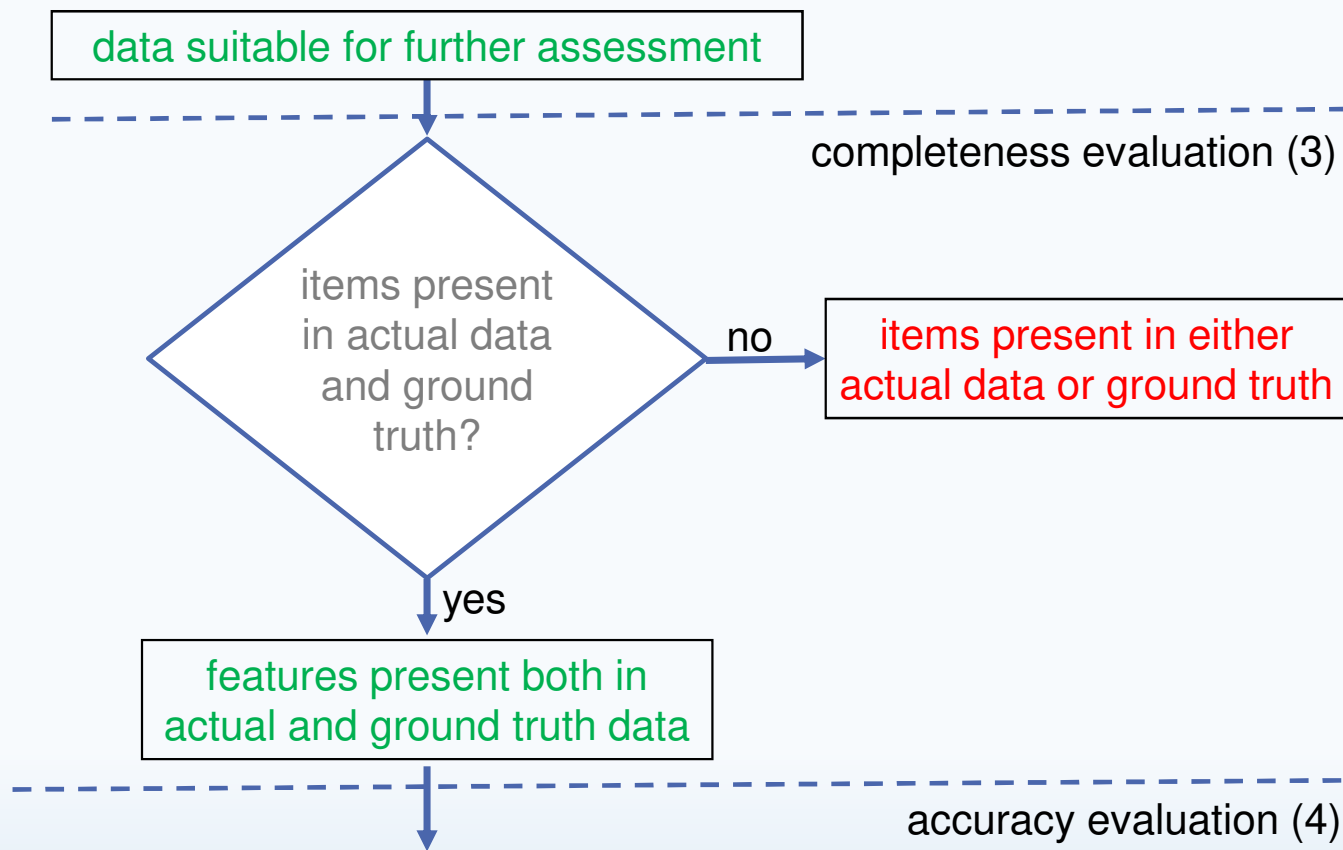 data suitable for further assessment
completeness evaluation (3)
items present
in actual data
and ground
truth?
no
items present in either
actual data or ground truth
yes
features present both in
actual and ground truth data
accuracy evaluation (4)